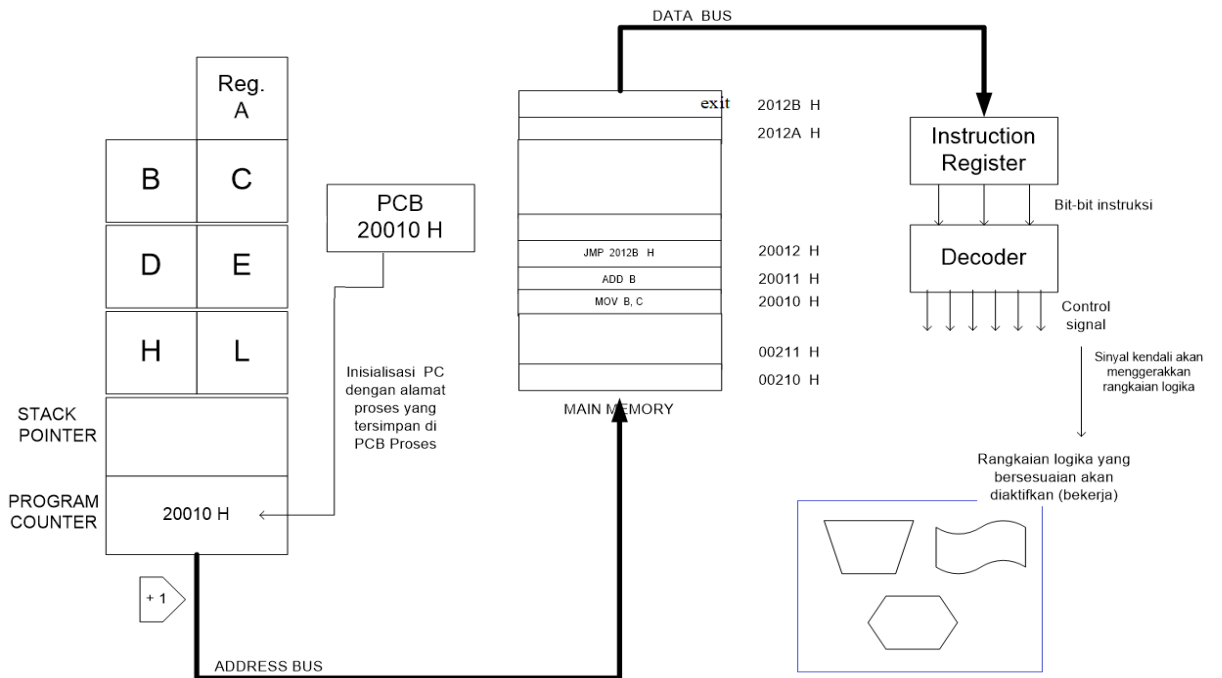 DATA BUS
Reg.
A
B
C
D
E
H
L
STACK
POINTER
PROGRAM
COUNTER
20010 H
+ 1
ADDRESS BUS
PCB
20010 H
Inisialisasi PC
dengan alamat
proses yang
tersimpan di
PCB Proses
exit
2012B H
2012A H
JMP 2012B H
20012 H
ADD B
20011 H
MOV B, C
20010 H
00211 H
00210 H
MAIN MEMORY
Instruction
Register
Bit-bit instruksi
Decoder
Control
signal
Sinyal kendali akan
menggerakkan
rangkaian logika
Rangkaian logika yang
bersesuaian akan
diaktifkan (bekerja)